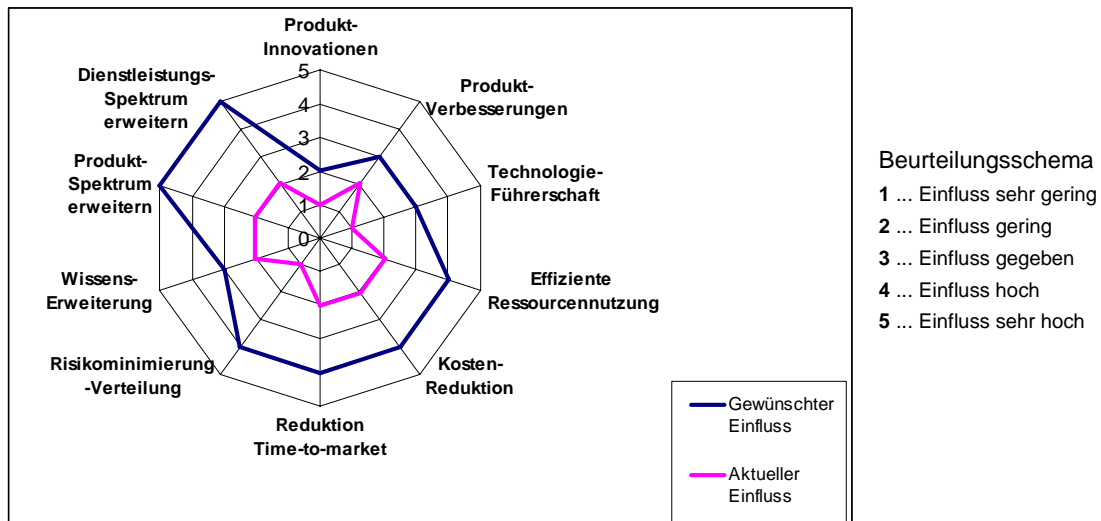 Produkt-
Innovationen
Produkt-
Verbesserungen
Technologie-
Führerschaft
Effiziente
Ressourcennutzung
Kosten-
Reduktion
Reduktion
Time-to-market
Risikominimierung
-Verteilung
Wissens-
Erweiterung
Produkt-
Spektrum
erweitern
Dienstleistungs-
Spektrum
erweitern
5
4
3
2
1
0
Gewünschter
Einfluss
Aktueller
Einfluss
Beurteilungsschema
1 ... Einfluss sehr gering
2 ... Einfluss gering
3 ... Einfluss gegeben
4 ... Einfluss hoch
5 ... Einfluss sehr hoch